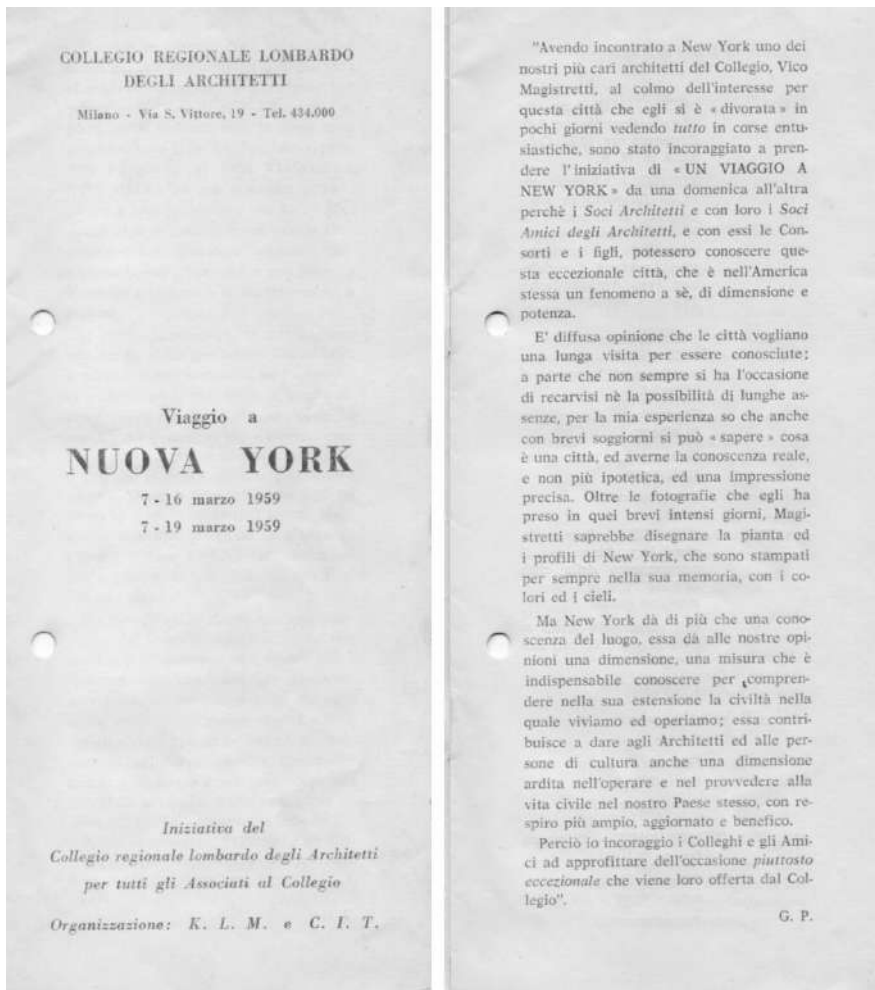 COLLEGIO REGIONALE LOMBARDO
DEGLI ARCHITETTI
Milano - Via S. Vittore, 19 - Tel. 434.000
Viaggio a
NUOVA YORK
7 - 16 marzo 1959
7 - 19 marzo 1959
Iniziativa del
Collegio regionale lombardo degli Architetti
per tutti gli Associati al Collegio
Organizzazione: K. L. M. e C. I. T.
"Avendo incontrato a New York uno dei
nostri più cari architetti del Collegio, Vico
Magistretti, al colmo dell'interesse per
questa città che egli si è « divorata » in
pochi giorni vedendo tutto in corse entu-
siastiche, sono stato incoraggiato a pren-
dere l'iniziativa di « UN VIAGGIO A
NEW YORK » da una domenica all'altra
perchè i Soci Architetti e con loro i Soci
Amici degli Architetti, e con essi le Con-
sorti e i figli, potessero conoscere que-
sta eccezionale città, che è nell'America
stessa un fenomeno a sè, di dimensione e
potenza.
E' diffusa opinione che le città vogliano
una lunga visita per essere conosciute;
a parte che non sempre si ha l'occasione
di recarvisi nè la possibilità di lunghe as-
senze, per la mia esperienza so che anche
con brevi soggiorni si può « sapere » cosa
è una città, ed averne la conoscenza reale,
e non più ipotetica, ed una impressione
precisa. Oltre le fotografie che egli ha
preso in quei brevi intensi giorni, Magi-
stretti saprebbe disegnare la pianta ed
i profili di New York, che sono stampati
per sempre nella sua memoria, con i co-
lori ed i cieli.
Ma New York dà di più che una cono-
scenza del luogo, essa dà alle nostre opi-
nioni una dimensione, una misura che è
indispensabile conoscere per compren-
dere nella sua estensione la civiltà nella
quale viviamo ed operiamo; essa contri-
buisce a dare agli Architetti ed alle per-
sone di cultura anche una dimensione
ardita nell'operare e nel provvedere alla
vita civile nel nostro Paese stesso, con re-
spiro più ampio, aggiornato e benefico.
Perciò io incoraggio i Colleghi e gli Ami-
ci ad approfittare dell'occasione piuttosto
eccezionale che viene loro offerta dal Col-
legio".
G. P.